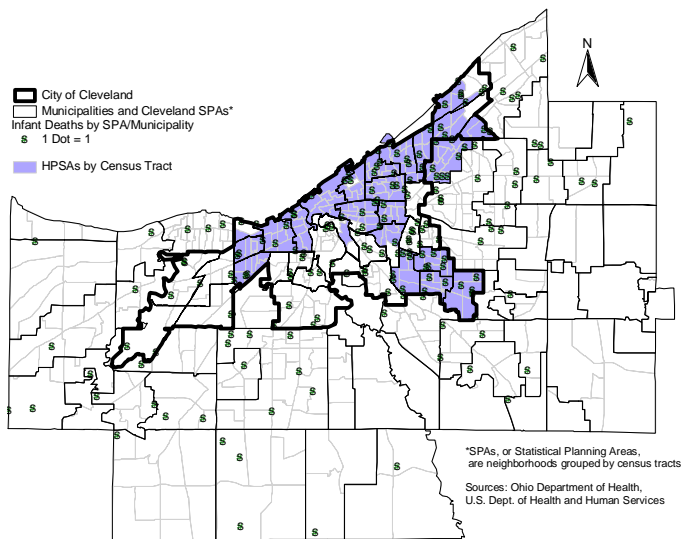 N
City of Cleveland
Municipalities and Cleveland SPAs*
Infant Deaths by SPA/Municipality
$ 1 Dot = 1
HPSAs by Census Tract
*SPAs, or Statistical Planning Areas,
are neighborhoods grouped by census tracts
Sources: Ohio Department of Health,
U.S. Dept. of Health and Human Services